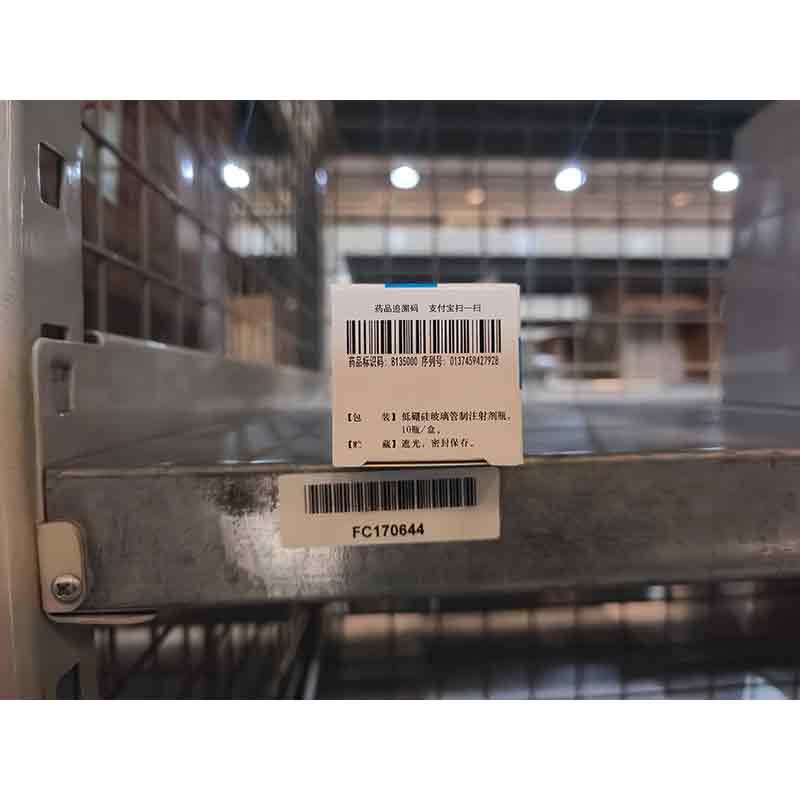 药品追溯码 支付宝扫一扫
药品标识码: 8135000 序列号: 0137459427928
【包 装】低硼硅玻璃管制注射剂瓶,
10瓶/盒。
【贮 藏】遮光,密封保存。
FC170644